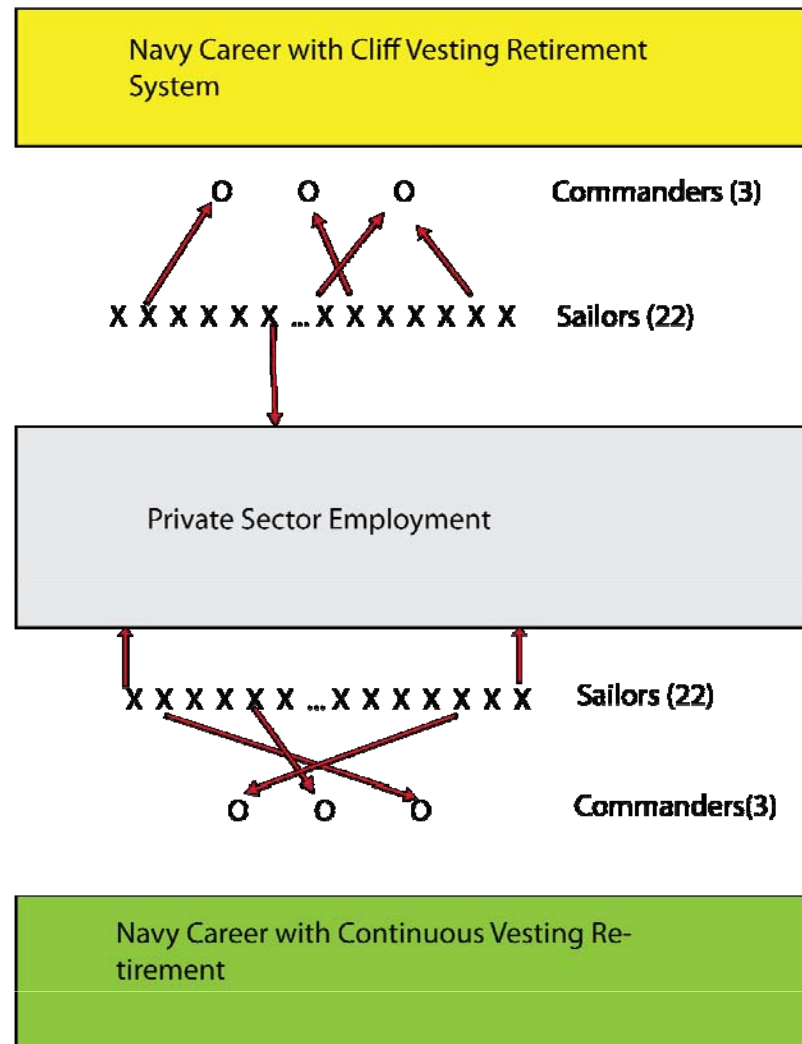 Navy Career with Cliff Vesting Retirement
System
O O O Commanders (3)
X X X X X X ... X X X X X X X Sailors (22)
Private Sector Employment
X X X X X X ... X X X X X X X Sailors (22)
O O O Commanders(3)
Navy Career with Continuous Vesting Re-
tirement